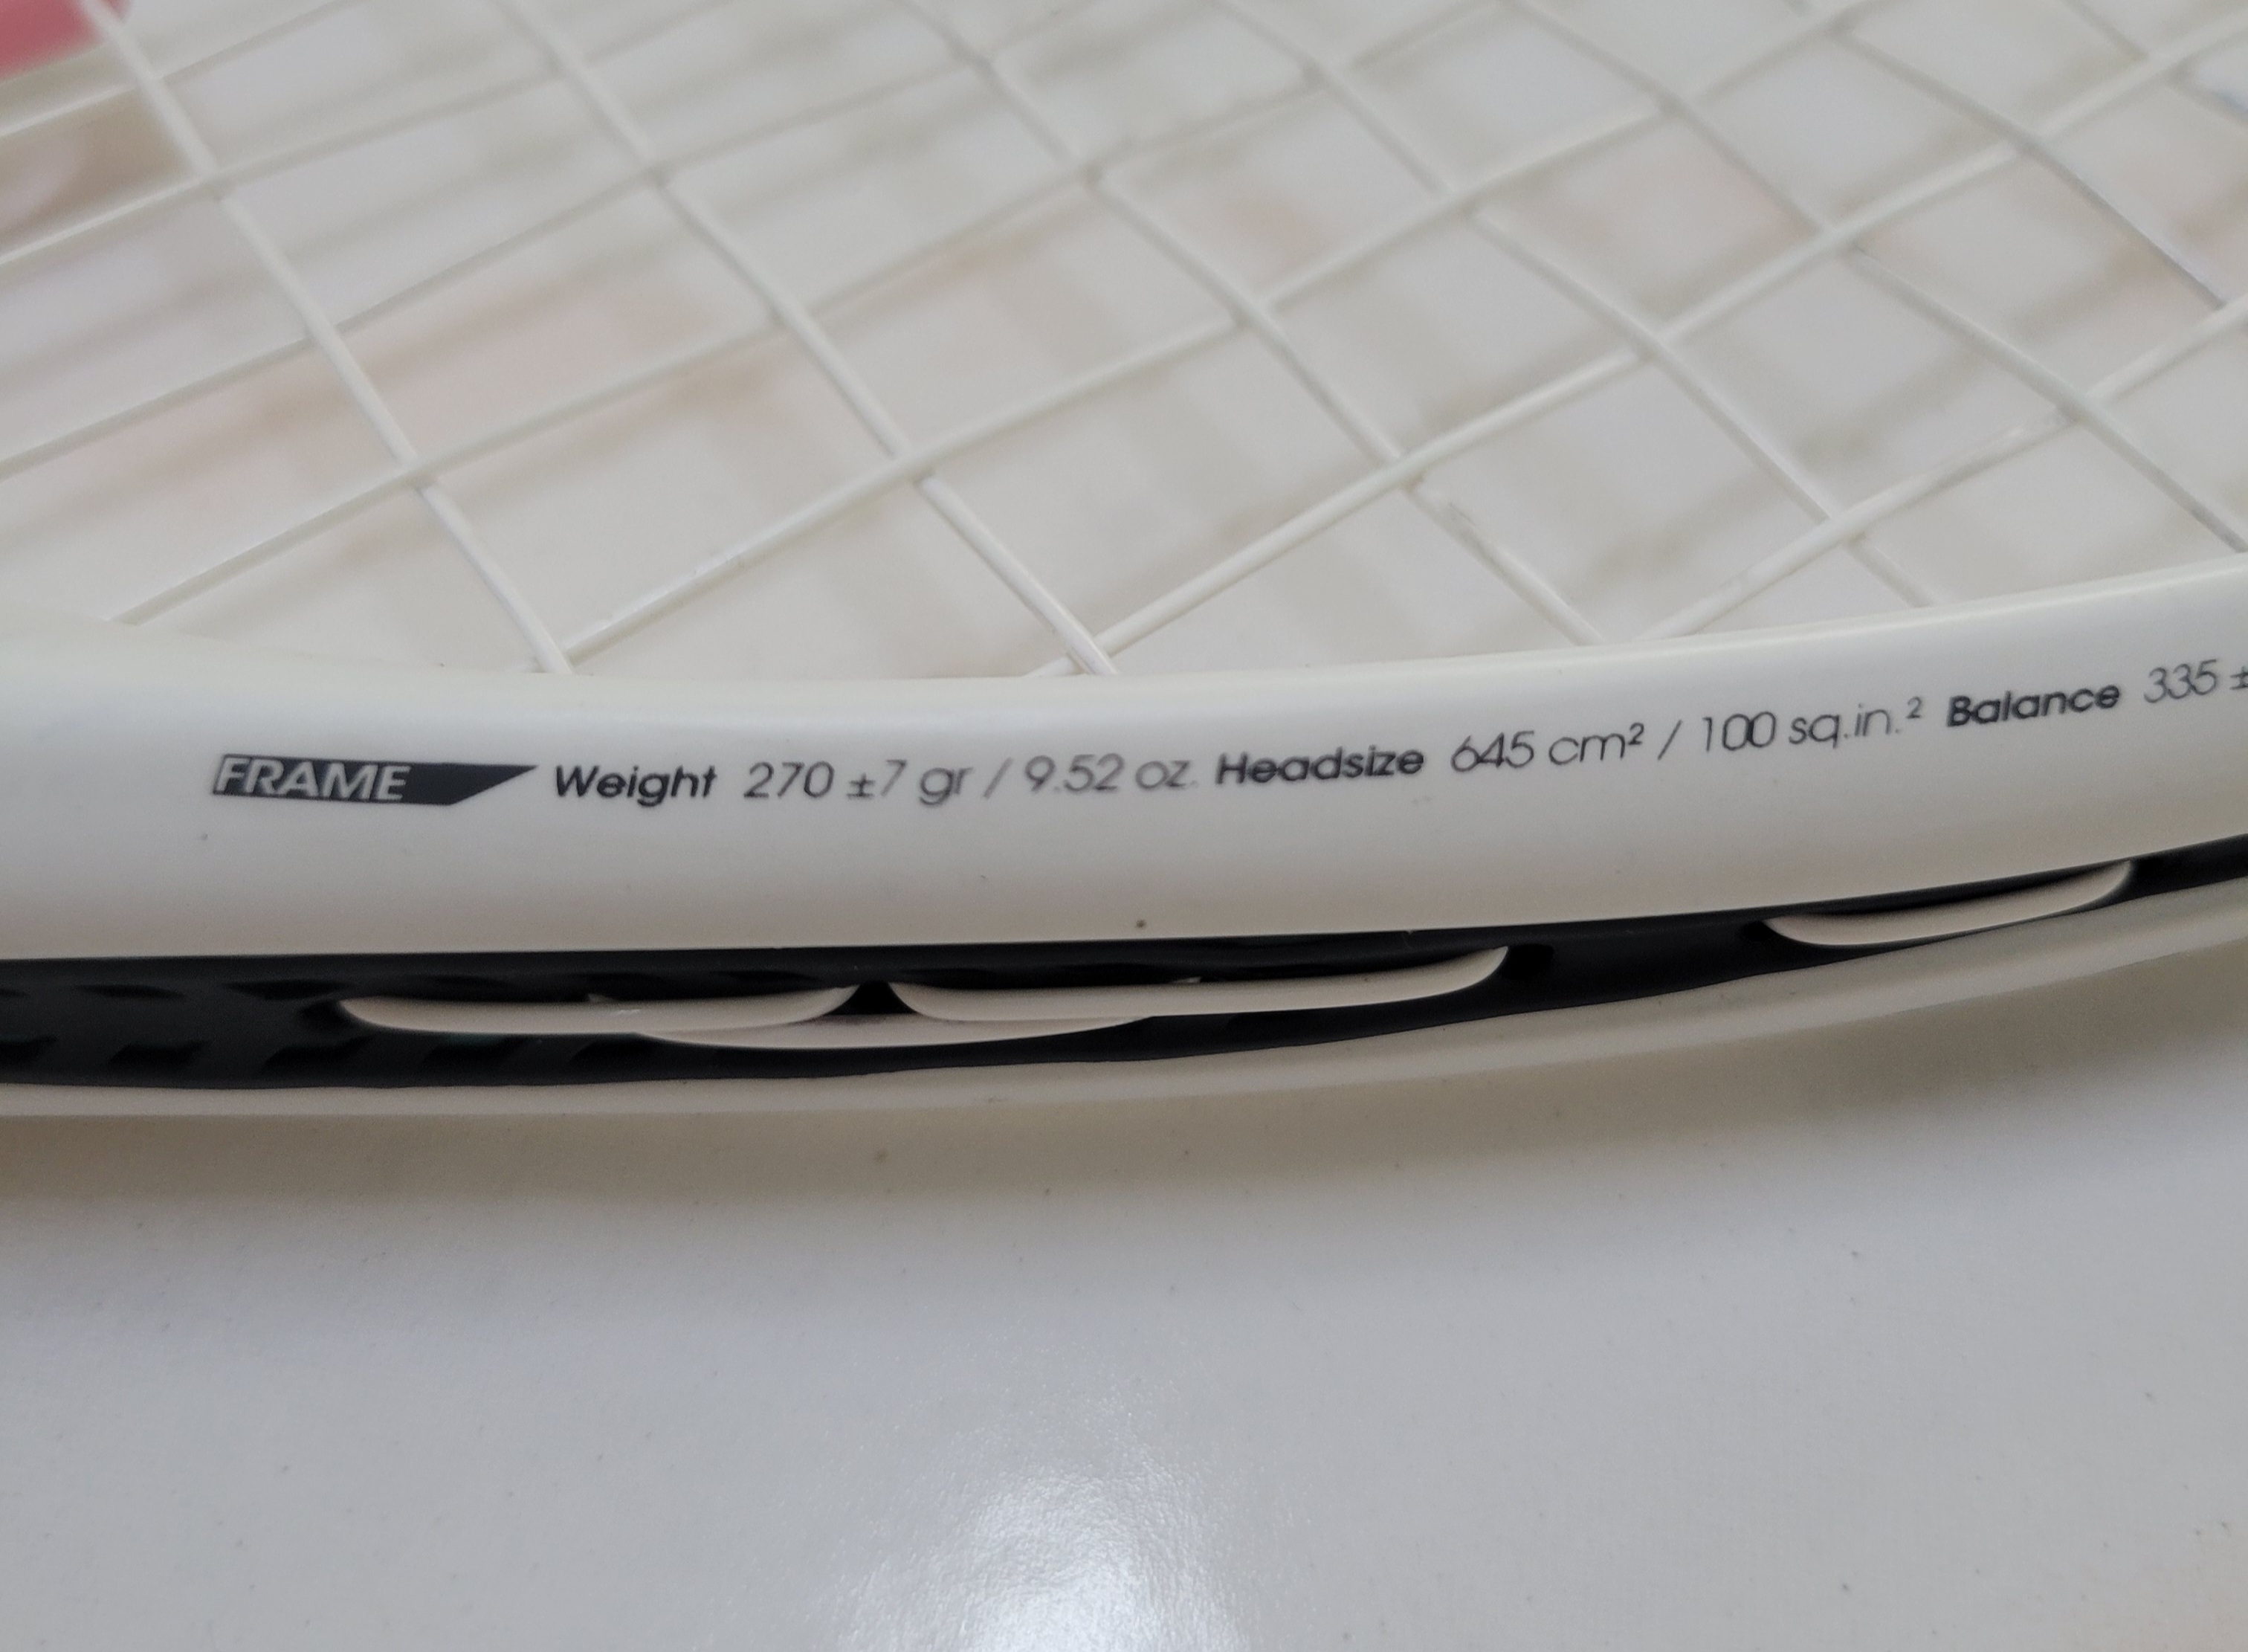 FRAME Weight 270 ±7 gr / 9.52 oz. Headsize 645 cm² / 100 sq.in.² Balance 335 ±